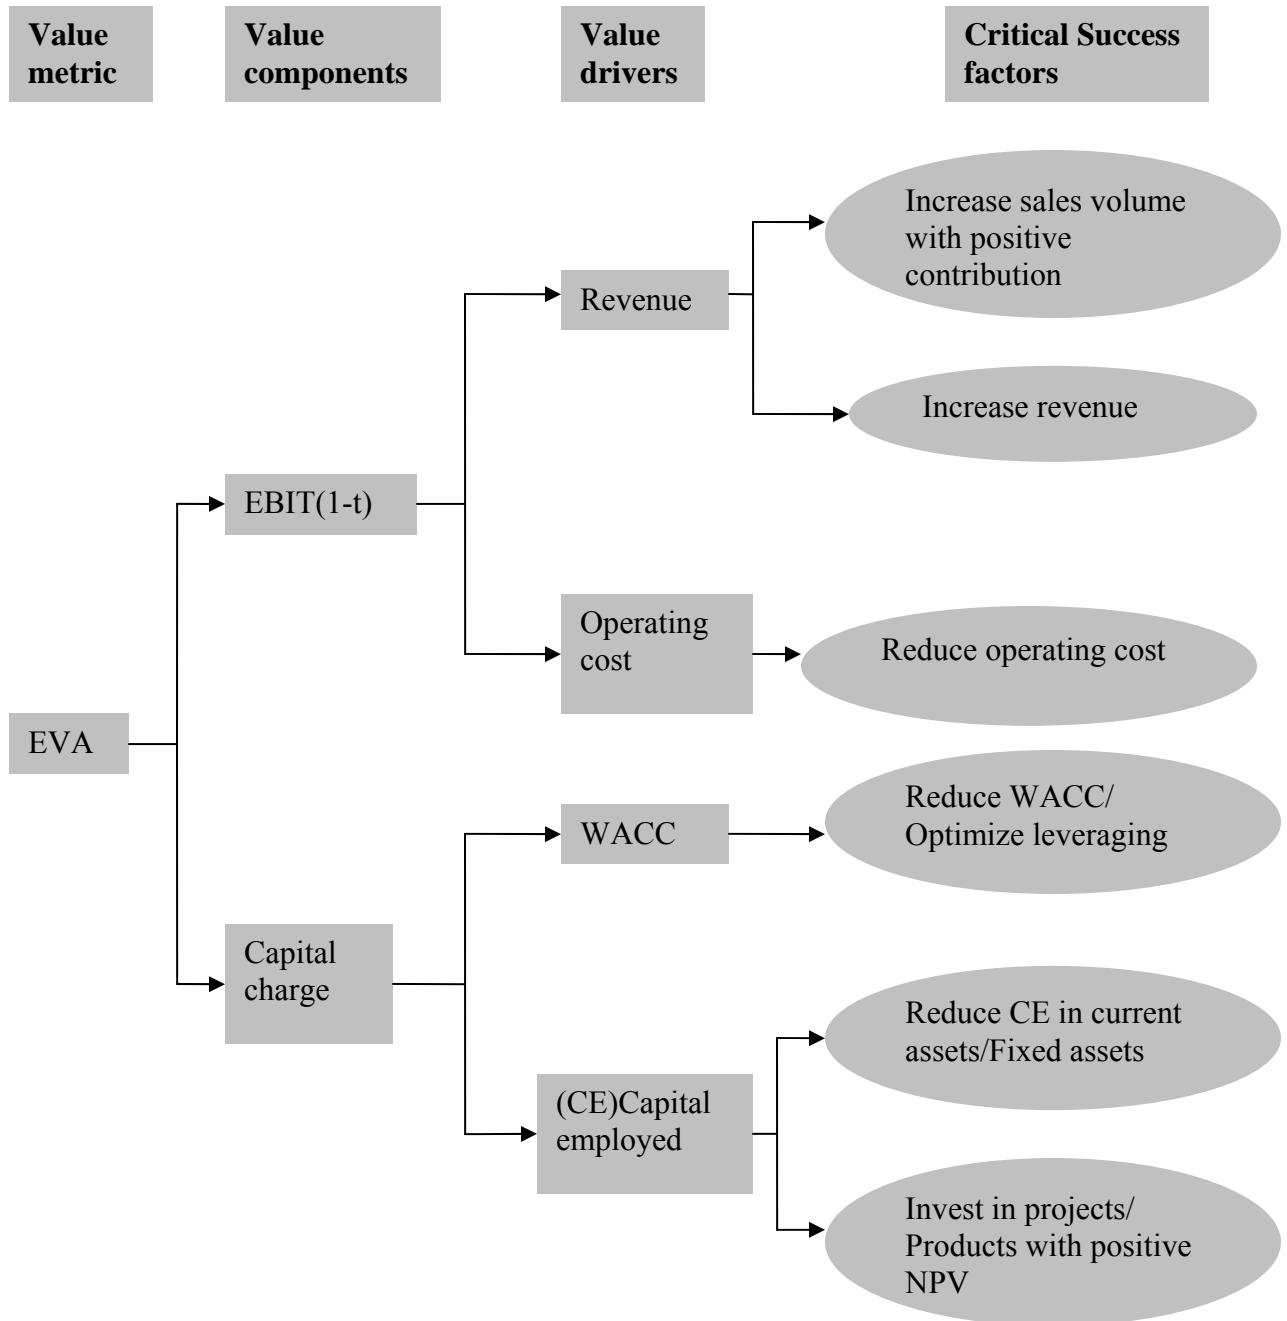 Value
metric
Value
components
Value
drivers
Critical Success
factors
Increase sales volume
with positive
contribution
Revenue
Increase revenue
EBIT(1-t)
Operating
cost
Reduce operating cost
EVA
Reduce WACC/
Optimize leveraging
WACC
Capital
charge
Reduce CE in current
assets/Fixed assets
(CE)Capital
employed
Invest in projects/
Products with positive
NPV